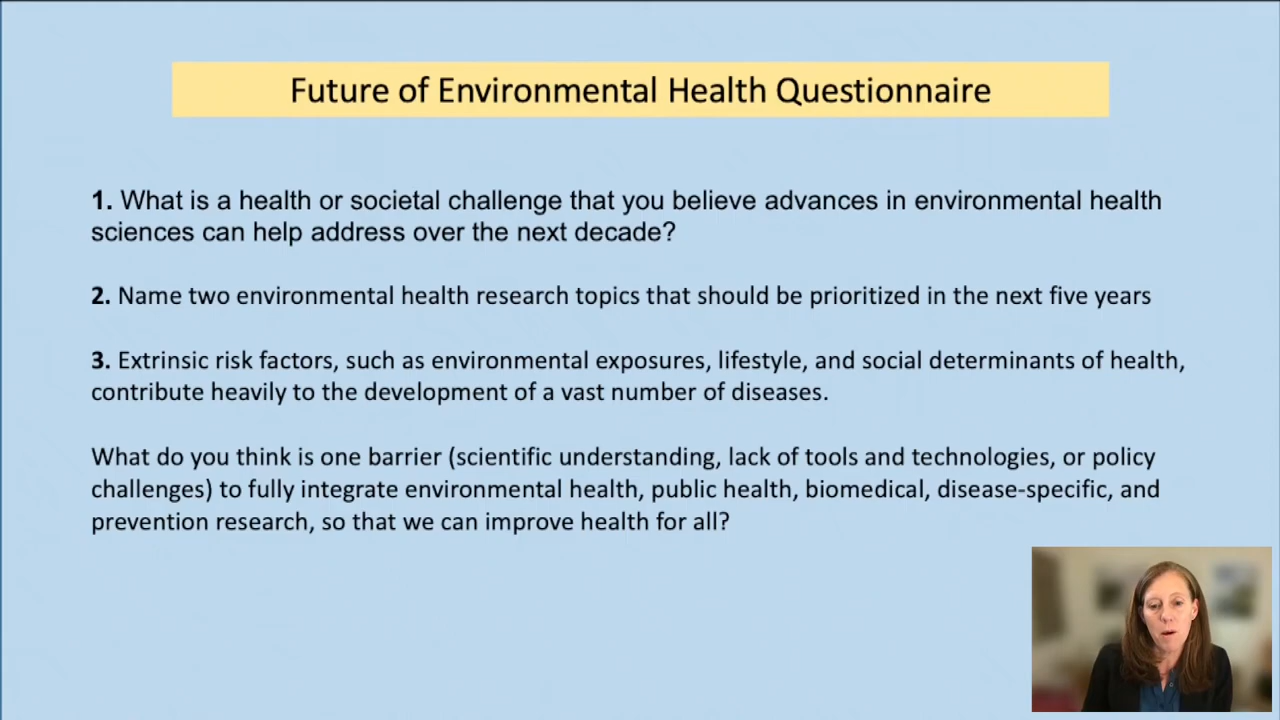 Future of Environmental Health Questionnaire
1. What is a health or societal challenge that you believe advances in environmental health
sciences can help address over the next decade?
2. Name two environmental health research topics that should be prioritized in the next five years
3. Extrinsic risk factors, such as environmental exposures, lifestyle, and social determinants of health,
contribute heavily to the development of a vast number of diseases.
What do you think is one barrier (scientific understanding, lack of tools and technologies, or policy
challenges) to fully integrate environmental health, public health, biomedical, disease-specific, and
prevention research, so that we can improve health for all?